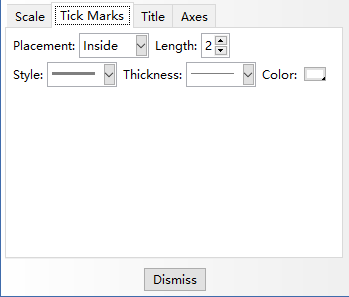 Scale Tick Marks Title Axes
Placement: Inside Length: 2
Style: Thickness: Color:
Dismiss